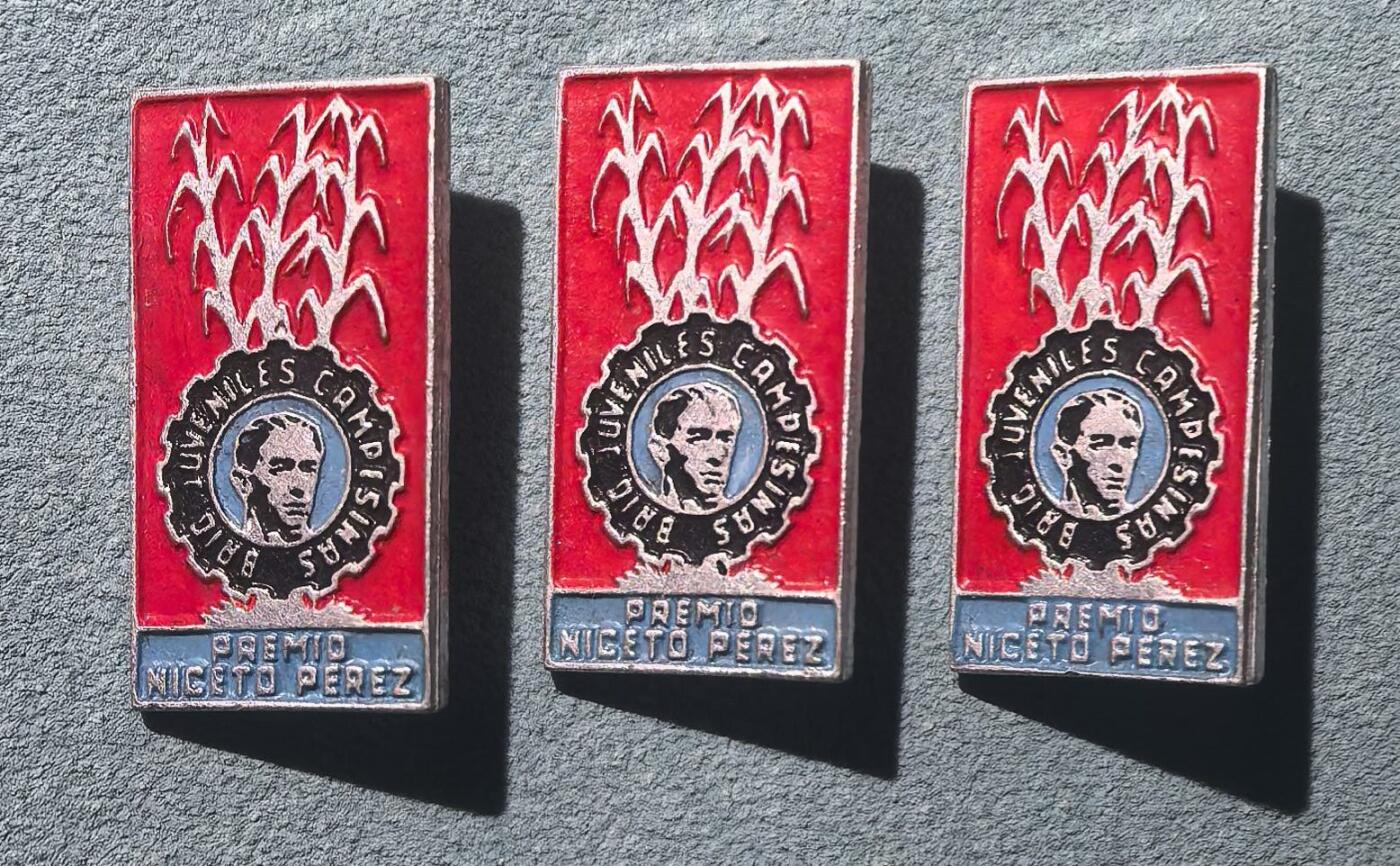 BRIG JUVENILES CAMPESINAS
PREMIO
NICETO PEREZ
BRIG JUVENILES CAMPESINAS
PREMIO
NICETO PEREZ
BRIG JUVENILES CAMPESINAS
PREMIO
NICETO PEREZ